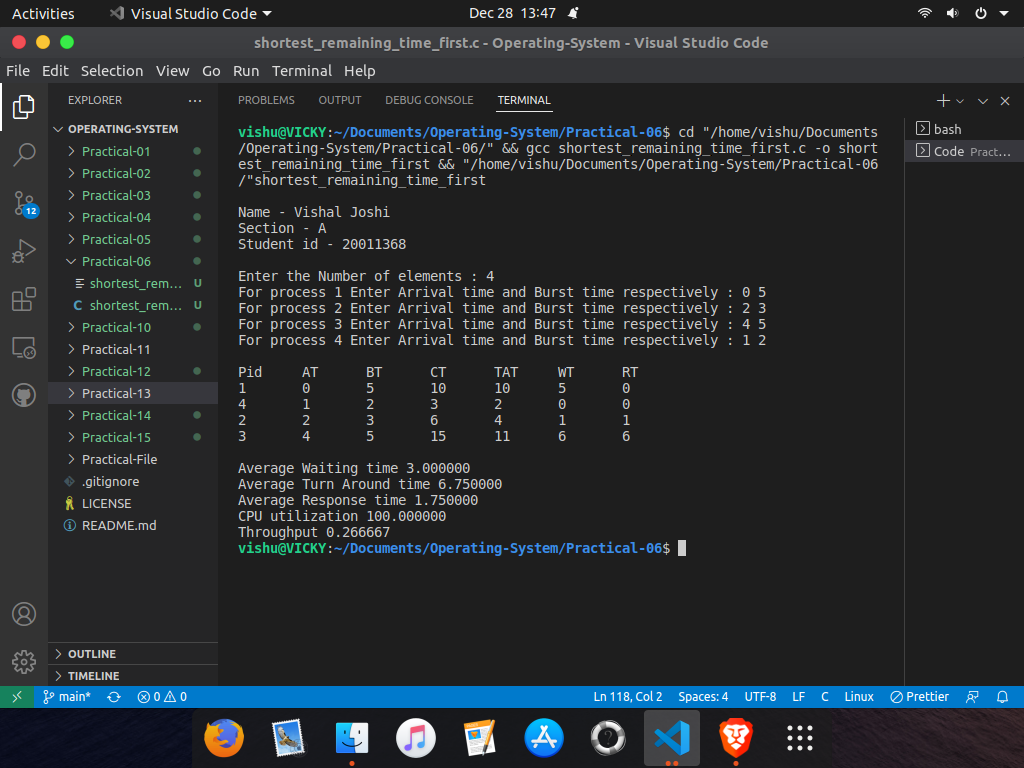 Activities Visual Studio Code Dec 28 13:47
shortest_remaining_time_first.c - Operating-System - Visual Studio Code
File Edit Selection View Go Run Terminal Help
EXPLORER ...
OPERATING-SYSTEM
Practical-01
Practical-02
Practical-03
Practical-04
Practical-05
Practical-06
shortest_rem... U
C shortest_rem... U
Practical-10
Practical-11
Practical-12
Practical-13
Practical-14
Practical-15
Practical-File
.gitignore
LICENSE
README.md
OUTLINE
TIMELINE
12
PROBLEMS OUTPUT DEBUG CONSOLE TERMINAL
vishu@VICKY:~/Documents/Operating-System/Practical-06$ cd "/home/vishu/Documents
/Operating-System/Practical-06/" && gcc shortest_remaining_time_first.c -o short
est_remaining_time_first && "/home/vishu/Documents/Operating-System/Practical-06
/"shortest_remaining_time_first
Name - Vishal Joshi
Section - A
Student id - 20011368
Enter the Number of elements : 4
For process 1 Enter Arrival time and Burst time respectively : 0 5
For process 2 Enter Arrival time and Burst time respectively : 2 3
For process 3 Enter Arrival time and Burst time respectively : 4 5
For process 4 Enter Arrival time and Burst time respectively : 1 2
Pid AT BT CT TAT WT RT
1 0 5 10 10 5 0
4 1 2 3 2 0 0
2 2 3 6 4 1 1
3 4 5 15 11 6 6
Average Waiting time 3.000000
Average Turn Around time 6.750000
Average Response time 1.750000
CPU utilization 100.000000
Throughput 0.266667
vishu@VICKY:~/Documents/Operating-System/Practical-06$
bash
Code Pract...
main* 0 0 Ln 118, Col 2 Spaces: 4 UTF-8 LF C Linux Prettier